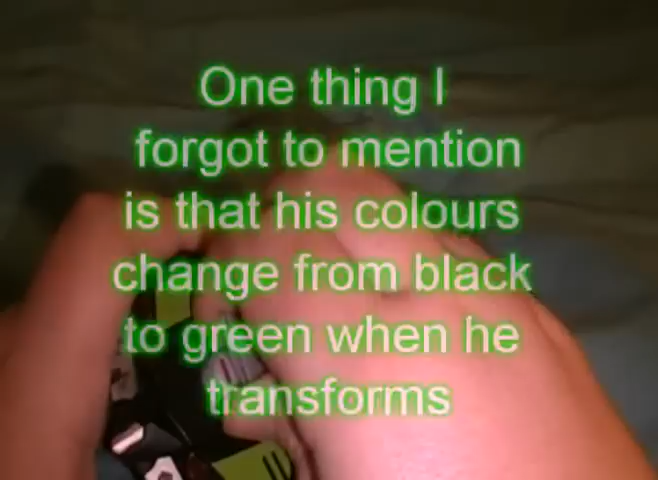 One thing I
forgot to mention
is that his colours
change from black
to green when he
transforms